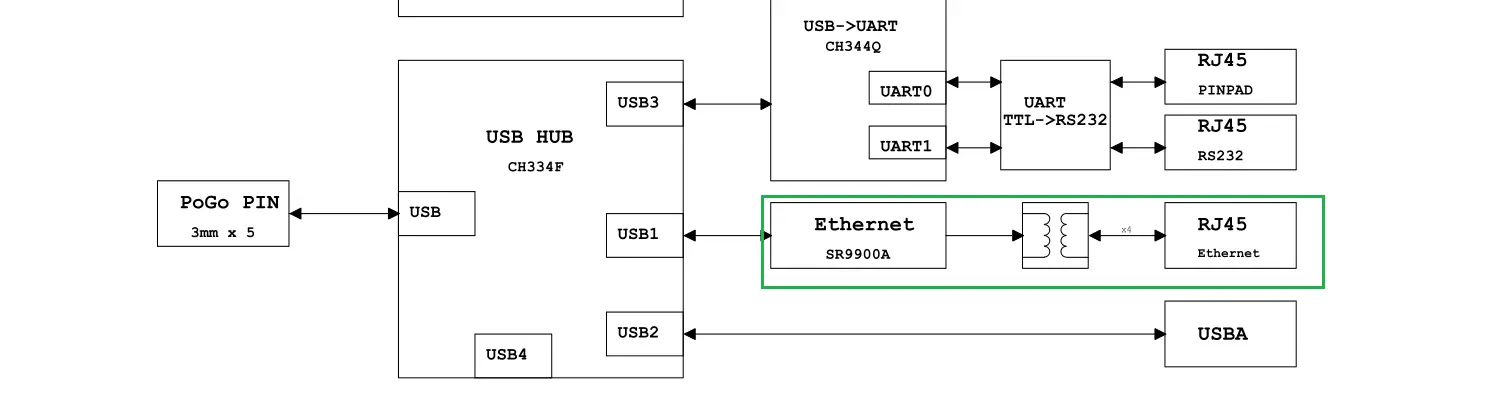 USB->UART
CH344Q
UART0
UART1
UART
TTL->RS232
RJ45
PINPAD
RJ45
RS232
USB HUB
CH334F
USB3
USB
USB1
USB2
USB4
PoGo PIN
3mm x 5
Ethernet
SR9900A
x4
RJ45
Ethernet
USBA